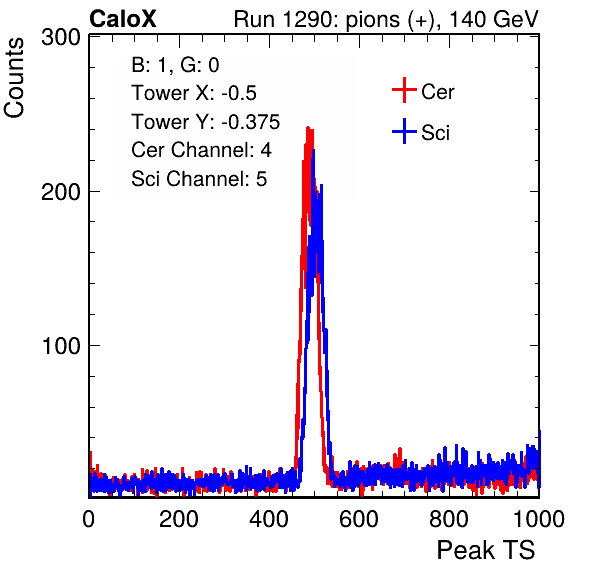 CaloX Run 1290: pions (+), 140 GeV
Counts
300
200
100
B: 1, G: 0
Tower X: -0.5
Tower Y: -0.375
Cer Channel: 4
Sci Channel: 5
Cer
Sci
0 200 400 600 800 1000
Peak TS